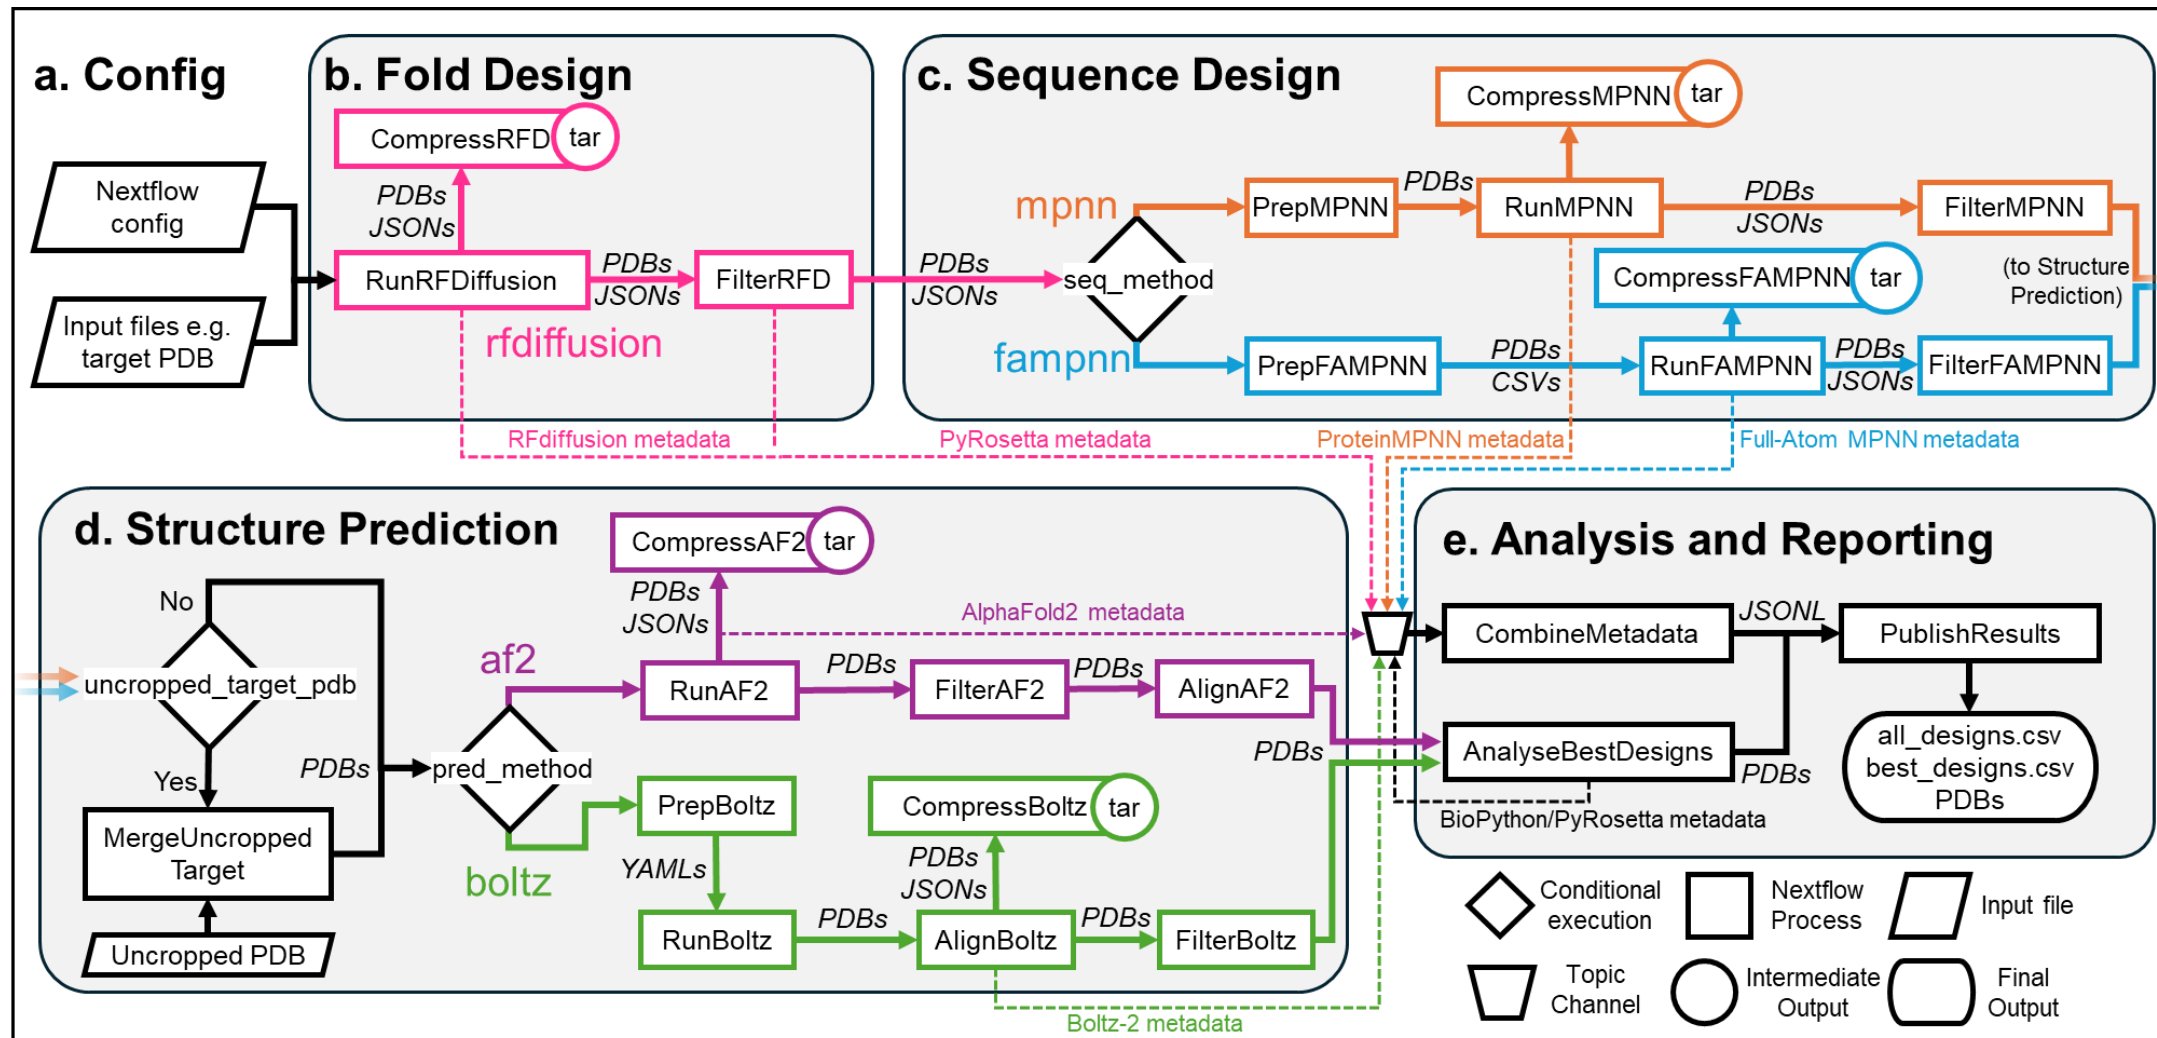 a. Config
Nextflow
config
Input files e.g.
target PDB
b. Fold Design
CompressRFD
tar
PDBs
JSONs
RunRFDiffusion
PDBs
JSONs
FilterRFD
rfdiffusion
PDBs
JSONs
c. Sequence Design
CompressMPNN
tar
seq_method
mpnn
PrepMPNN
PDBs
RunMPNN
PDBs
JSONs
FilterMPNN
CompressFAMPNN
tar
(to Structure
Prediction)
fampnn
PrepFAMPNN
PDBs
CSVs
RunFAMPNN
PDBs
JSONs
FilterFAMPNN
RFdiffusion metadata
PyRosetta metadata
ProteinMPNN metadata
Full-Atom MPNN metadata
d. Structure Prediction
No
uncropped_target_pdb
Yes
MergeUncropped
Target
Uncropped PDB
PDBs
pred_method
af2
CompressAF2
tar
PDBs
JSONs
AlphaFold2 metadata
RunAF2
PDBs
FilterAF2
PDBs
AlignAF2
PDBs
boltz
PrepBoltz
YAMLs
RunBoltz
PDBs
CompressBoltz
tar
PDBs
JSONs
AlignBoltz
PDBs
FilterBoltz
Boltz-2 metadata
e. Analysis and Reporting
CombineMetadata
JSONL
PublishResults
AnalyseBestDesigns
PDBs
BioPython/PyRosetta metadata
all_designs.csv
best_designs.csv
PDBs
Conditional
execution
Nextflow
Process
Input file
Topic
Channel
Intermediate
Output
Final
Output